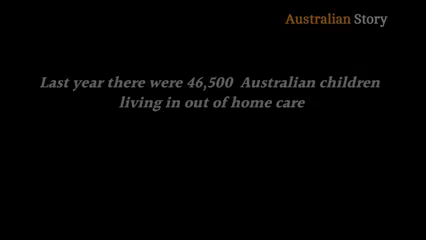 Australian Story
Last year there were 46,500 Australian children
living in out of home care